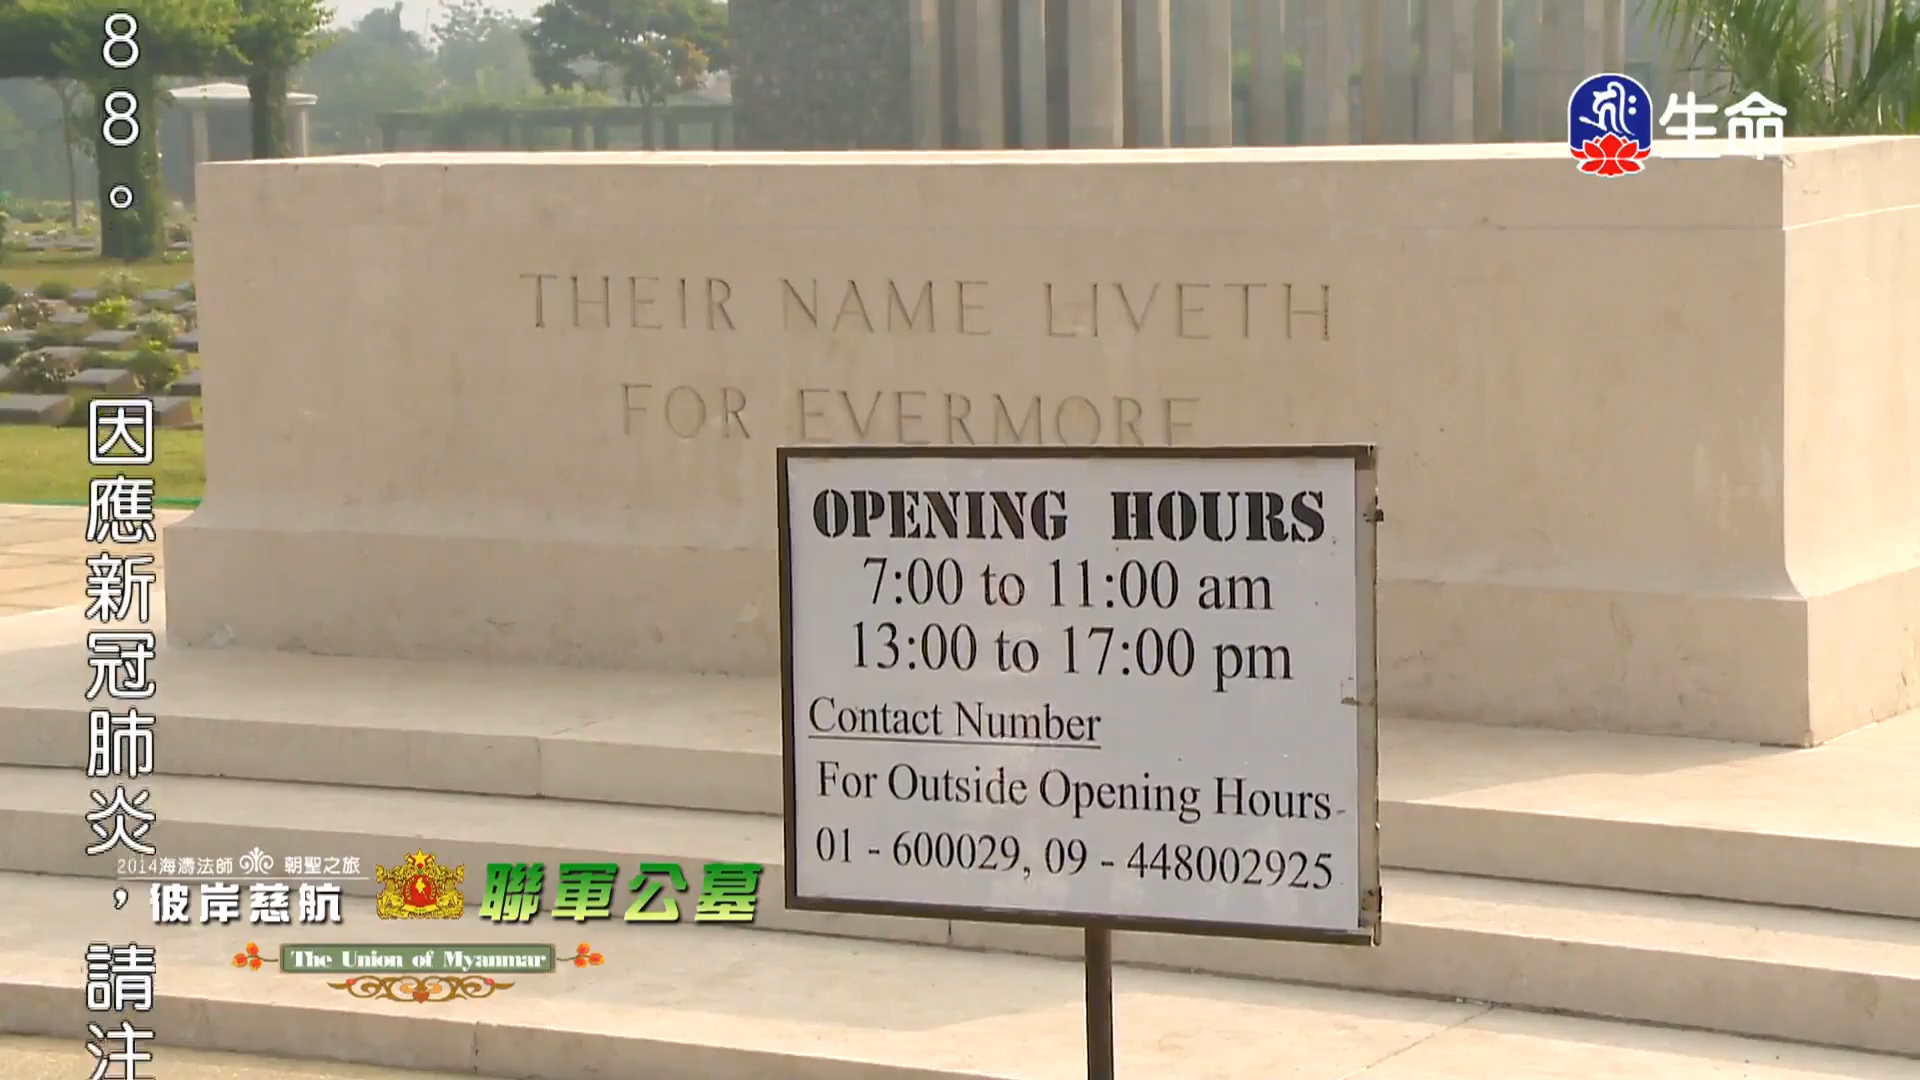 88。
因應新冠肺炎，請注
生命
THEIR NAME LIVETH
FOR EVERMORE
OPENING HOURS
7:00 to 11:00 am
13:00 to 17:00 pm
Contact Number
For Outside Opening Hours
01 - 600029, 09 - 448002925
2014海濤法師 朝聖之旅
彼岸慈航
聯軍公墓
The Union of Myanmar